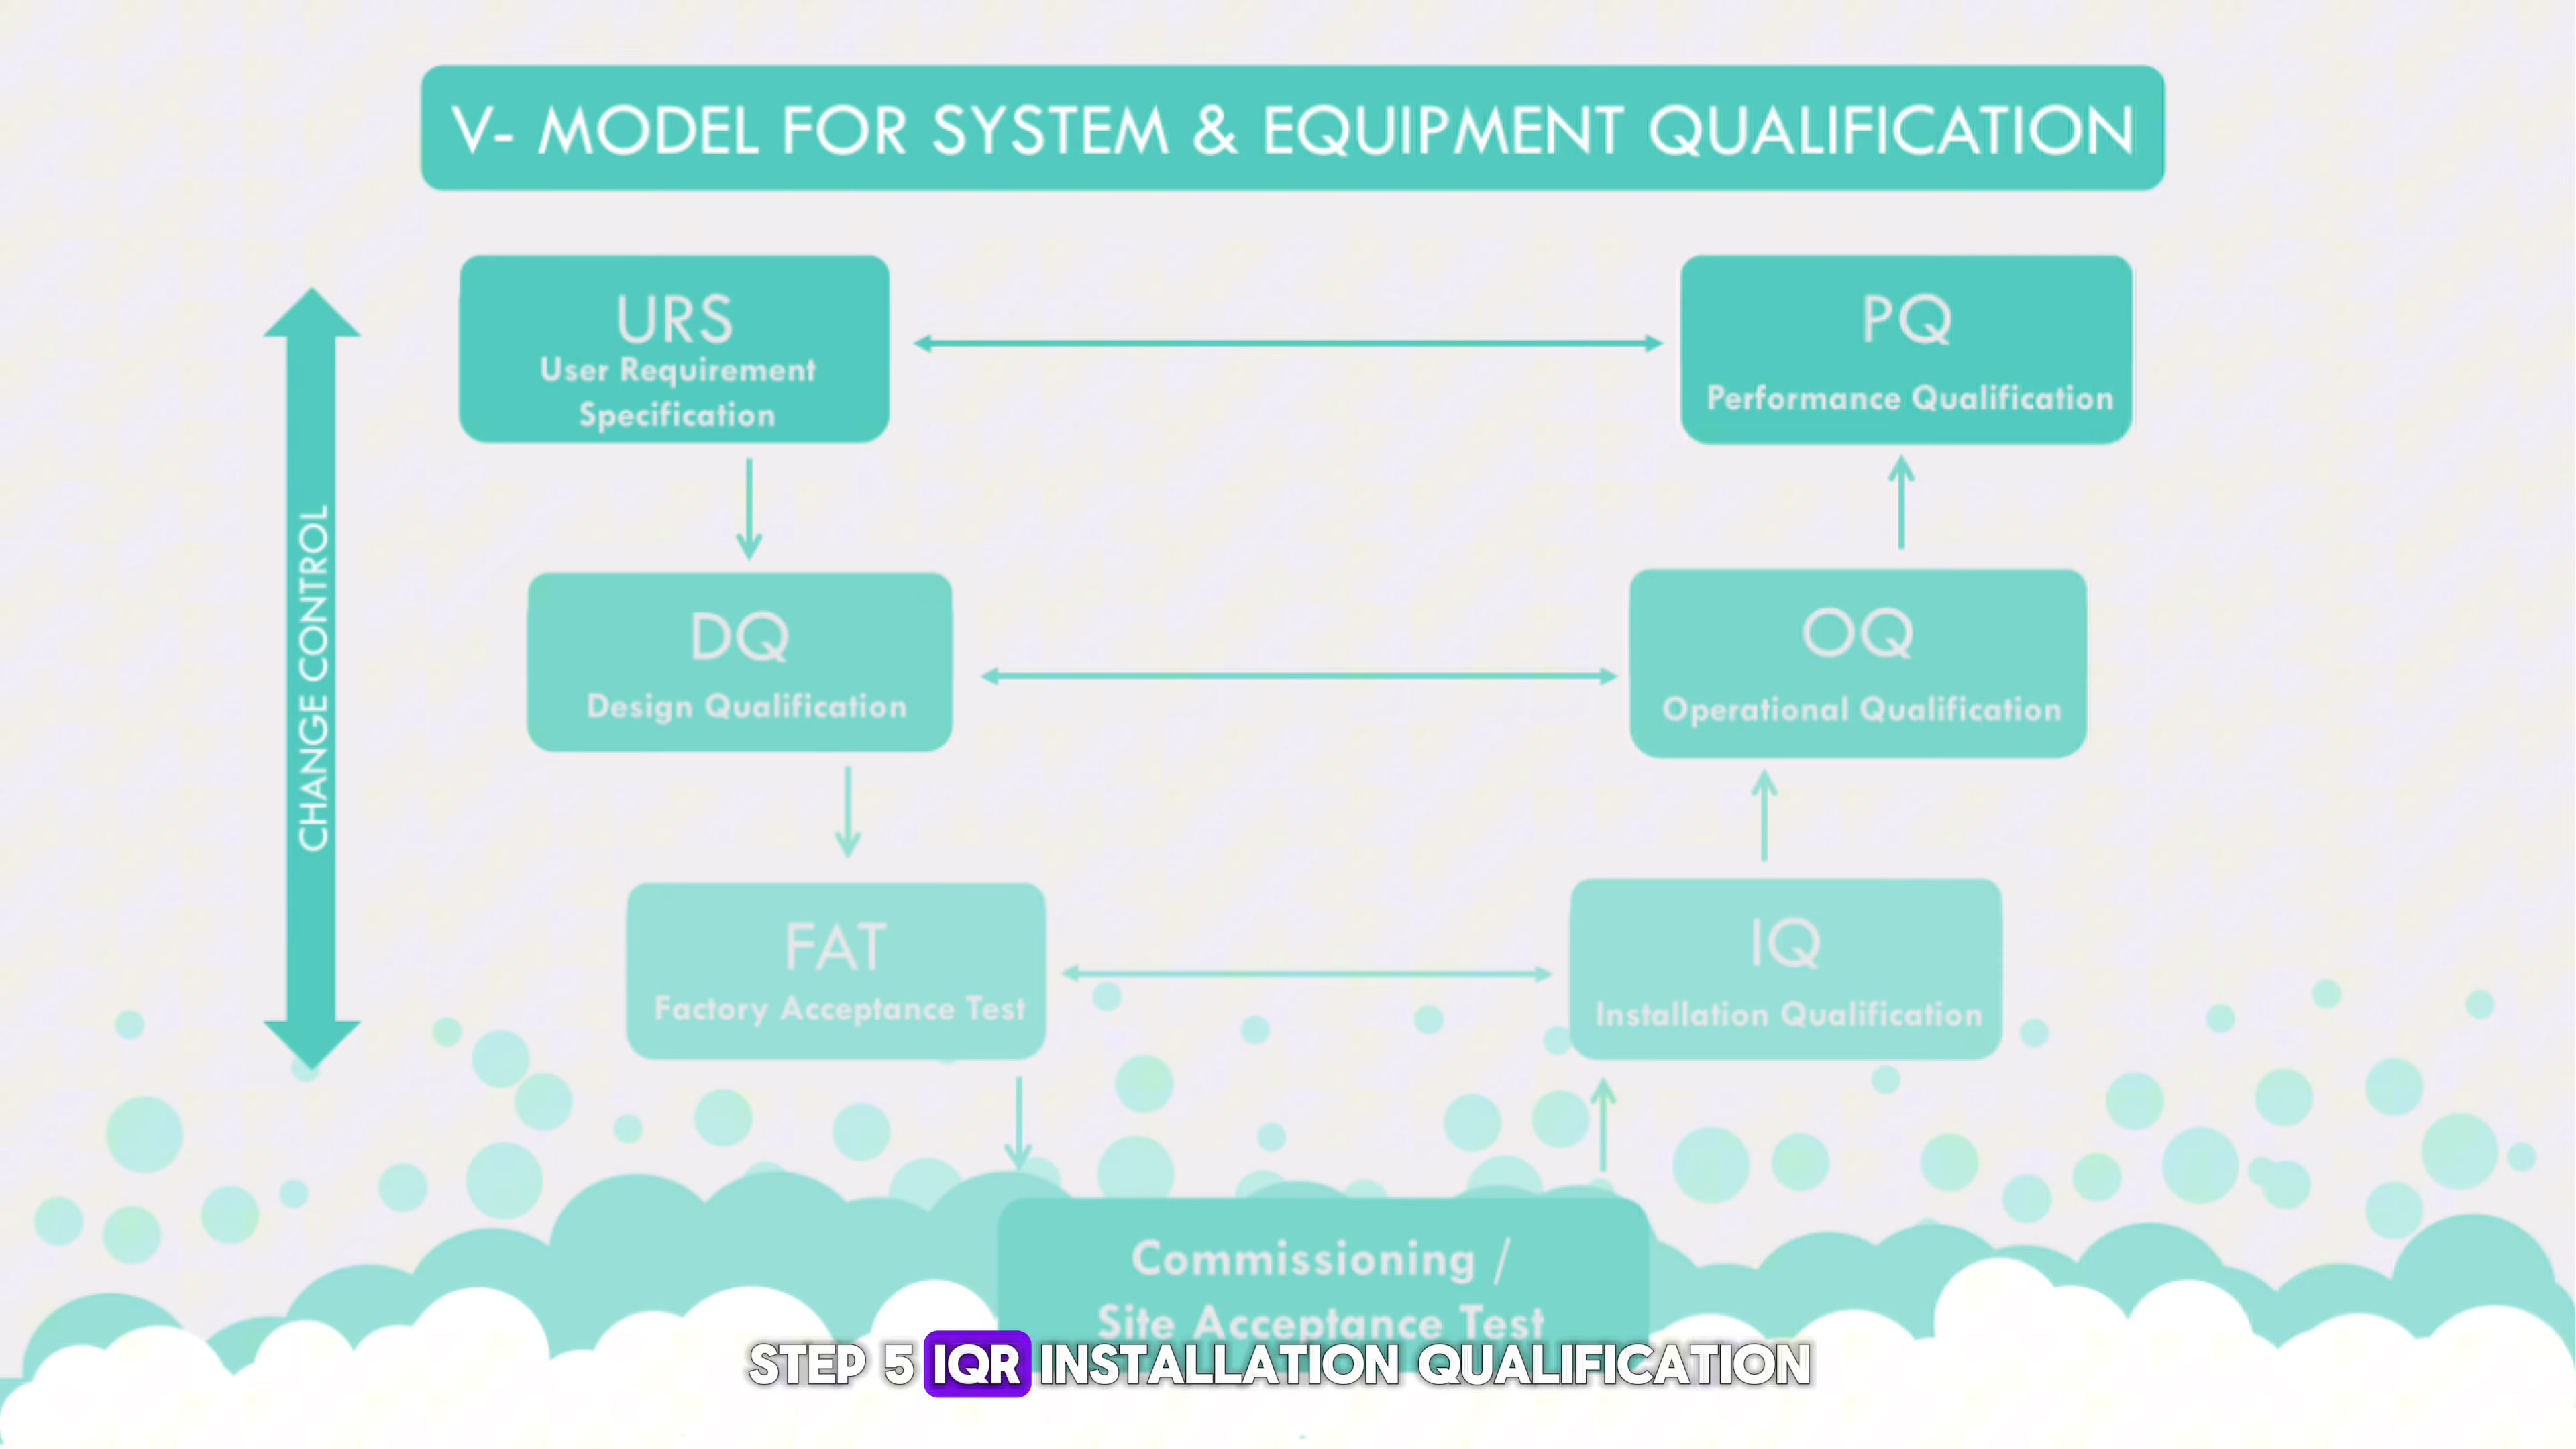 V- MODEL FOR SYSTEM & EQUIPMENT QUALIFICATION
URS
User Requirement
Specification
PQ
Performance Qualification
CHANGE CONTROL
DQ
Design Qualification
OQ
Operational Qualification
FAT
Factory Acceptance Test
IQ
Installation Qualification
Commissioning /
Site Acceptance Test
STEP 5 IQR INSTALLATION QUALIFICATION